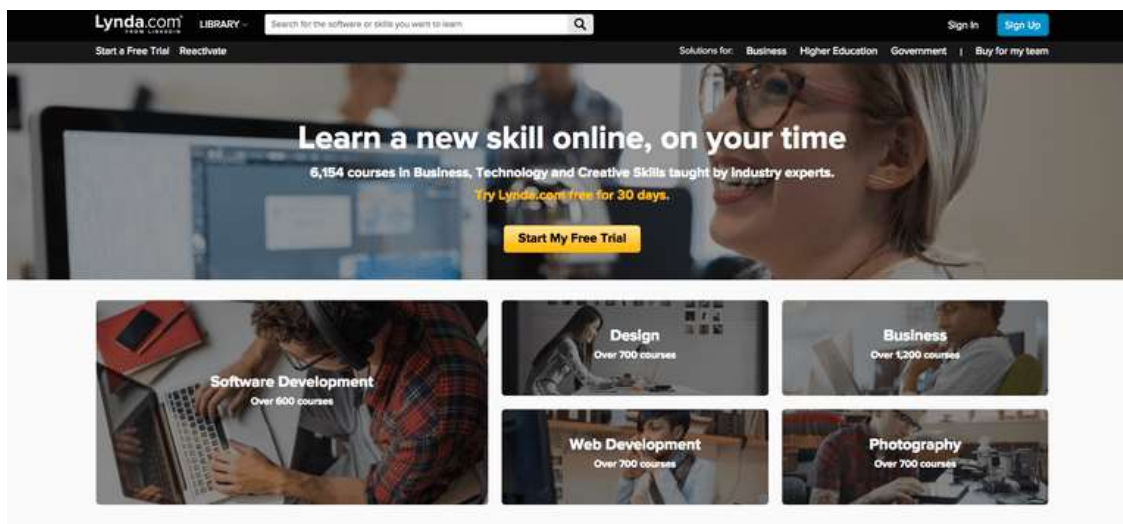 Lynda.com
FROM LINKEDIN
LIBRARY
Search for the software or skills you want to learn
Sign In
Sign Up
Start a Free Trial Reactivate
Solutions for: Business Higher Education Government | Buy for my team
Learn a new skill online, on your time
6,154 courses in Business, Technology and Creative Skills taught by industry experts.
Try Lynda.com free for 30 days.
Start My Free Trial
Software Development
Over 600 courses
Design
Over 700 courses
Business
Over 1,200 courses
Web Development
Over 700 courses
Photography
Over 700 courses